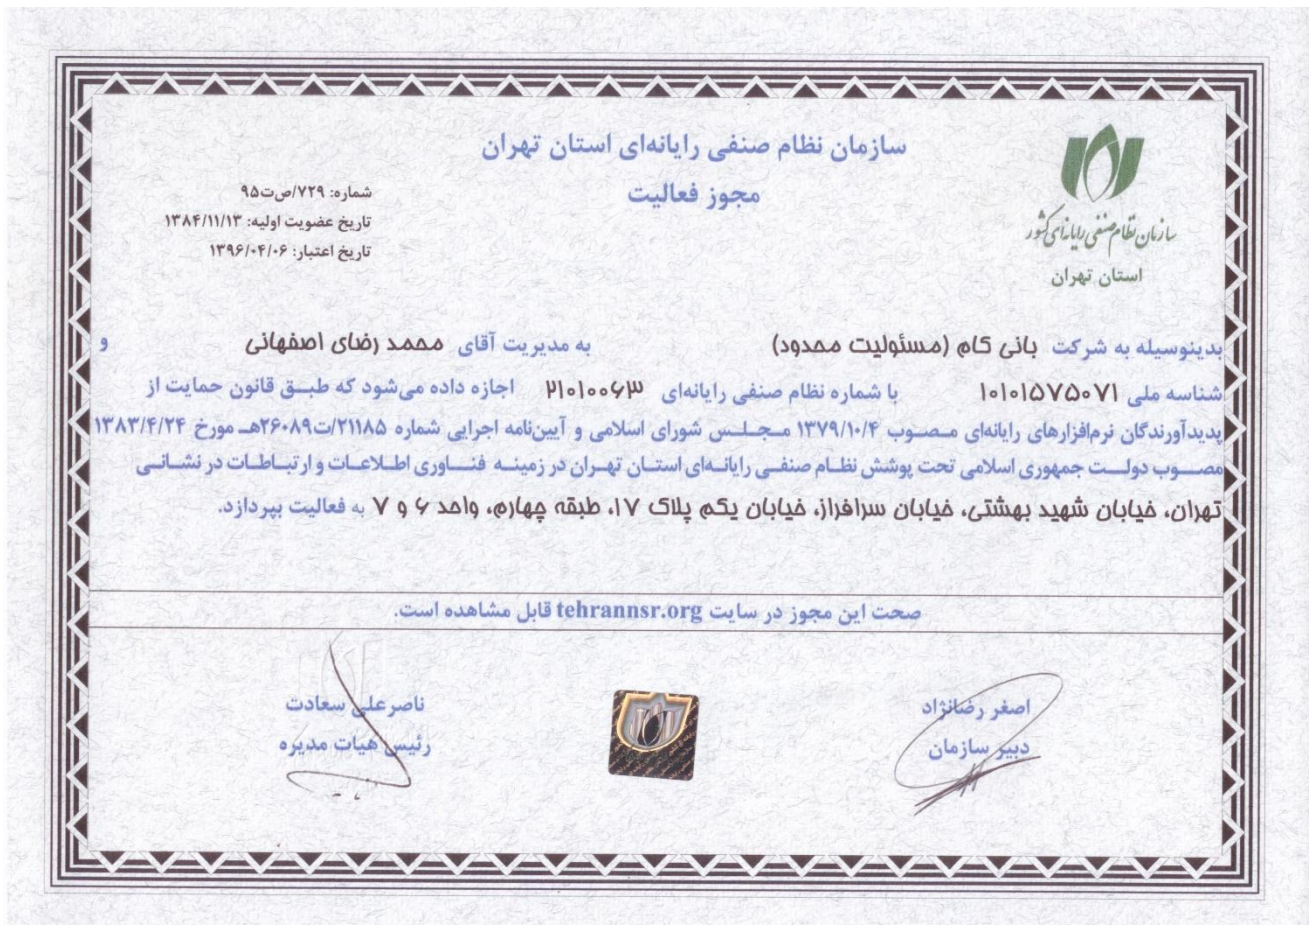 سازمان نظام صنفی رایانه‌ای استان تهران
مجوز فعالیت
سازمان نظام صنفی رایانه‌ای کشور
استان تهران
شماره: ۷۲۹/ص‌ت۹۵
تاریخ عضویت اولیه: ۱۳۸۴/۱۱/۱۳
تاریخ اعتبار: ۱۳۹۶/۰۴/۰۶
بدینوسیله به شرکت بانی کام (مسئولیت محدود) به مدیریت آقای محمد رضای اصفهانی و
شناسه ملی ۱۰۱۰۱۵۷۵۰۷۱ با شماره نظام صنفی رایانه‌ای ۲۱۰۱۰۰۶۳ اجازه داده می‌شود که طبق قانون حمایت از
پدیدآورندگان نرم‌افزارهای رایانه‌ای مصوب ۱۳۷۹/۱۰/۴ مجلس شورای اسلامی و آیین‌نامه اجرایی شماره ۲۱۱۸۵/ت۲۶۰۸۹هـ مورخ ۱۳۸۳/۴/۲۴
مصوب دولت جمهوری اسلامی تحت پوشش نظام صنفی رایانه‌ای استان تهران در زمینه فناوری اطلاعات و ارتباطات در نشانی
تهران، خیابان شهید بهشتی، خیابان سرافراز، خیابان یکم پلاک ۱۷، طبقه چهارم، واحد ۶ و ۷ به فعالیت بپردازد.
صحت این مجوز در سایت tehrannsr.org قابل مشاهده است.
اصغر رضانژاد
دبیر سازمان
ناصرعلی سعادت
رئیس هیات مدیره